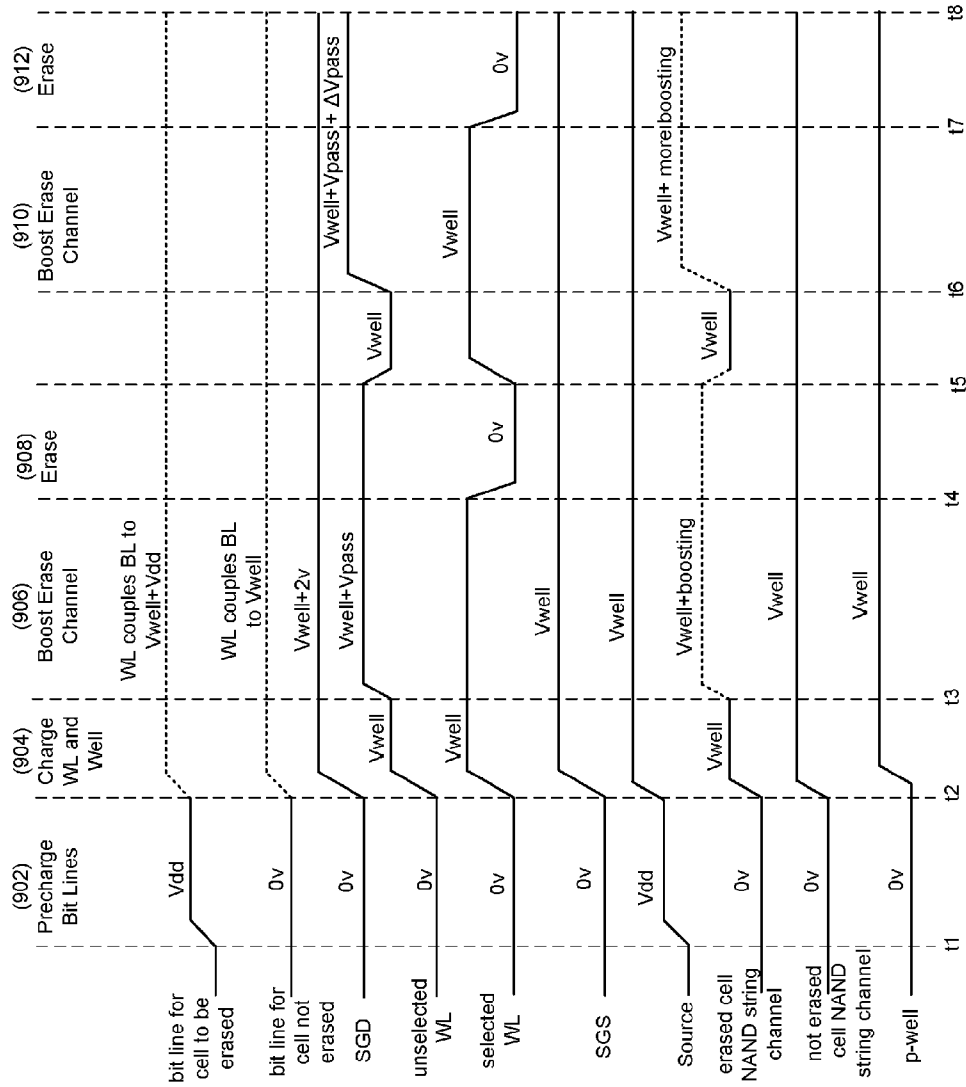 (902)
Precharge
Bit Lines
(904)
Charge
WL and
Well
(906)
Boost Erase
Channel
(908)
Erase
(910)
Boost Erase
Channel
(912)
Erase
bit line for
cell to be
erased
Vdd
WL couples BL to
Vwell+Vdd
bit line for
cell not
erased
0v
WL couples BL
to Vwell
SGD
0v
Vwell+2v
unselected
WL
0v
Vwell
Vwell+Vpass
Vwell
Vwell+Vpass+ ΔVpass
selected
WL
0v
Vwell
0v
Vwell
0v
SGS
0v
Vwell
Source
Vdd
Vwell
erased cell
NAND string
channel
0v
Vwell
Vwell+boosting
Vwell
Vwell+ more boosting
not erased
cell NAND
string channel
0v
Vwell
p-well
0v
Vwell
t1
t2
t3
t4
t5
t6
t7
t8